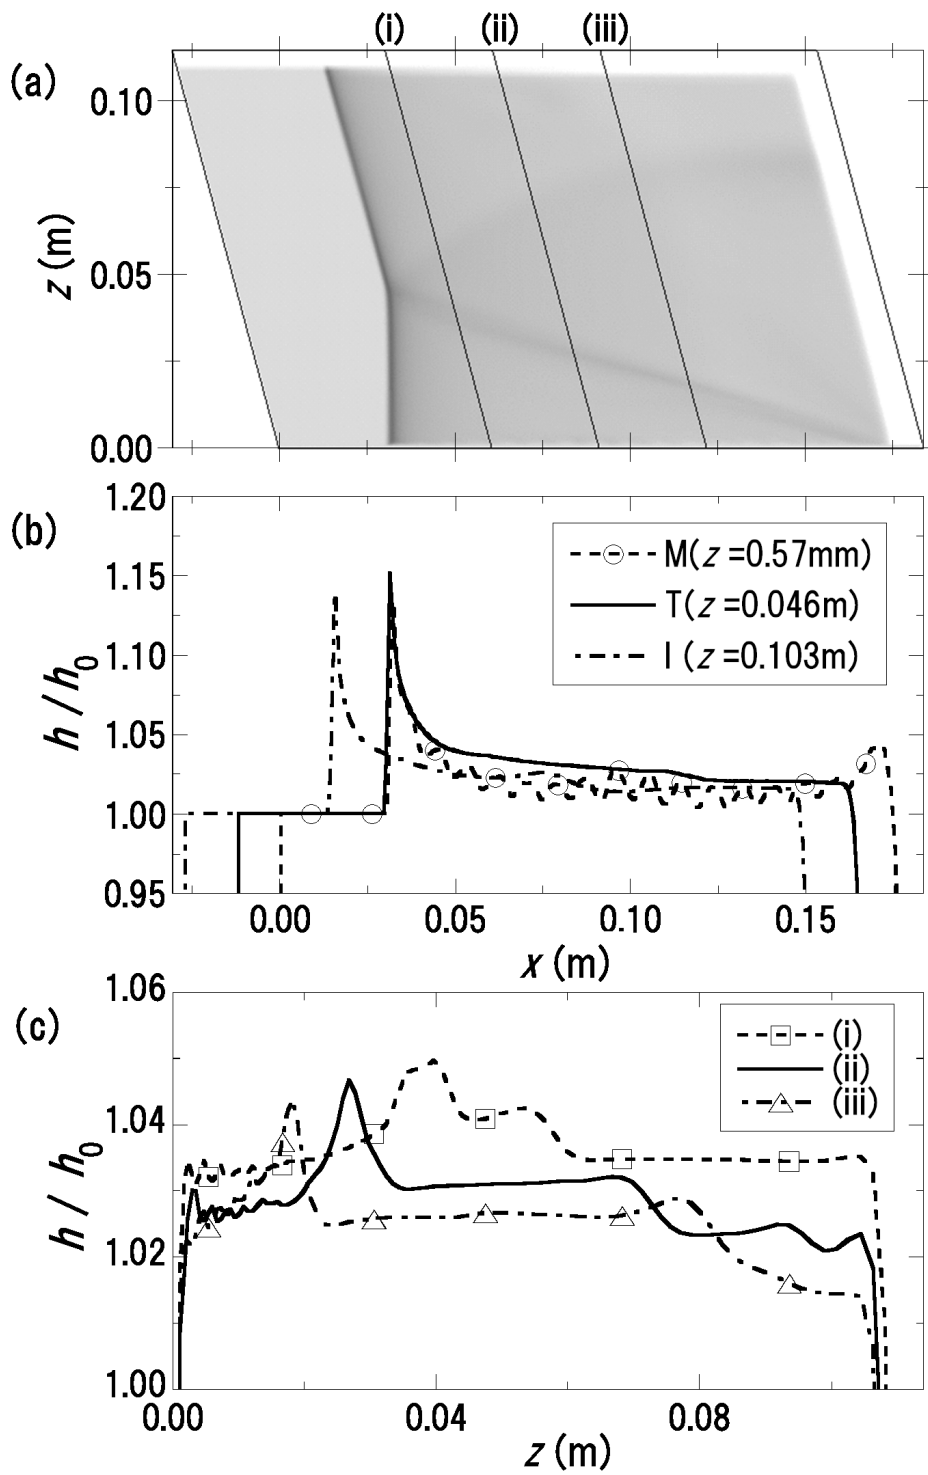 (i) (ii) (iii)
(a)
0.10
0.05
0.00
z (m)
(b)
1.20
1.15
1.10
1.05
1.00
0.95
h / h0
M(z =0.57mm)
T(z =0.046m)
I (z =0.103m)
0.00 0.05 0.10 0.15
x (m)
(c)
1.06
1.04
1.02
1.00
h / h0
(i)
(ii)
(iii)
0.00 0.04 0.08
z (m)